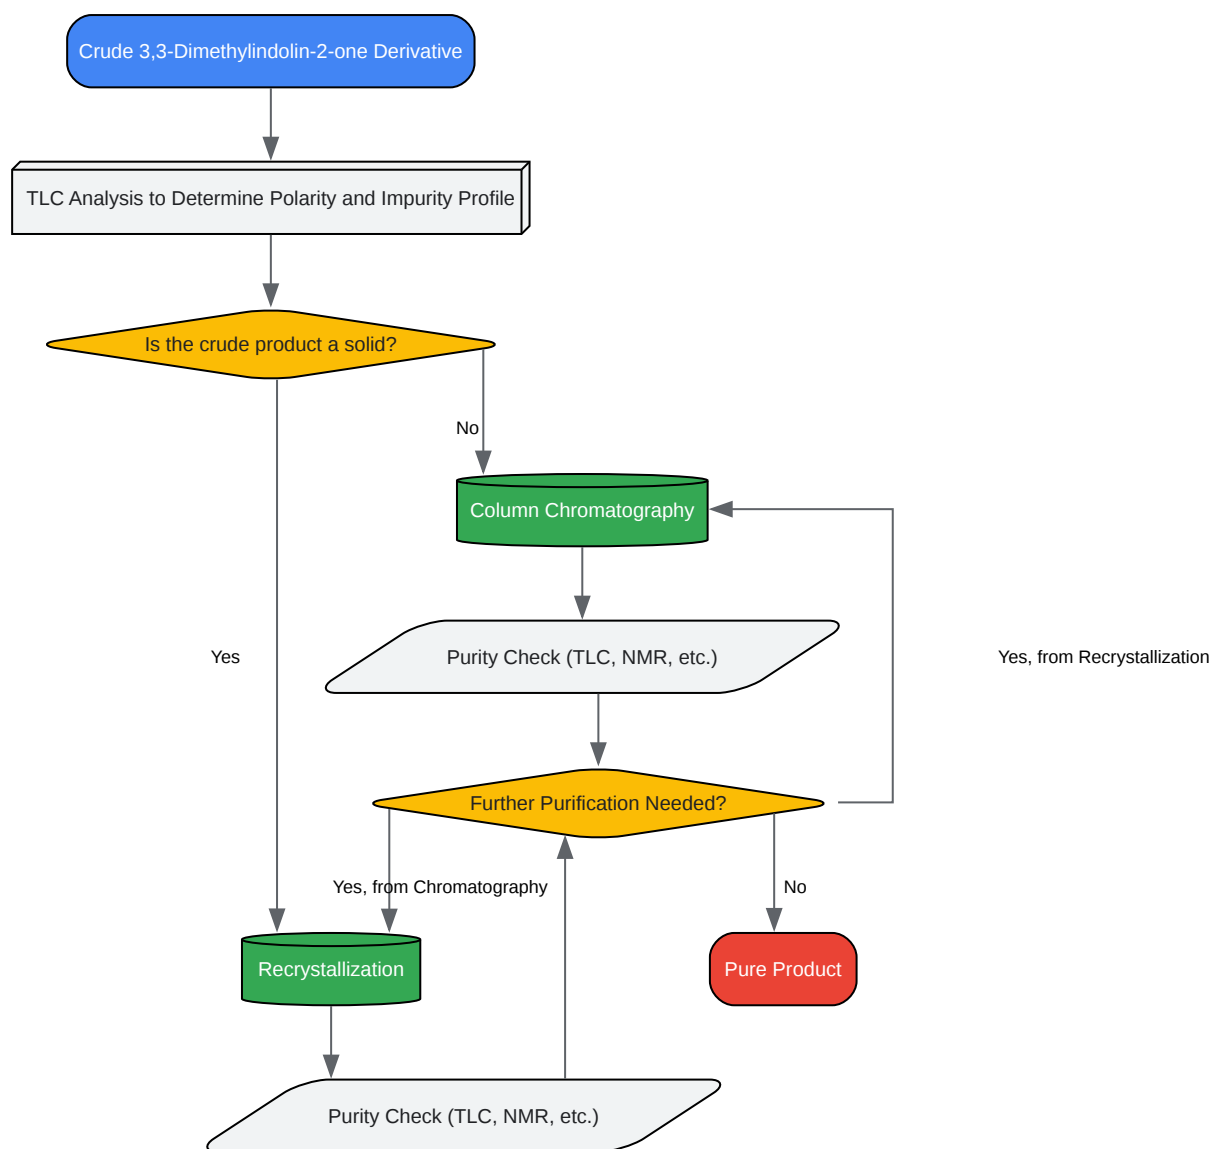 Crude 3,3-Dimethylindolin-2-one Derivative
TLC Analysis to Determine Polarity and Impurity Profile
Is the crude product a solid?
No
Column Chromatography
Yes
Purity Check (TLC, NMR, etc.)
Yes, from Recrystallization
Further Purification Needed?
Yes, from Chromatography
No
Recrystallization
Pure Product
Purity Check (TLC, NMR, etc.)